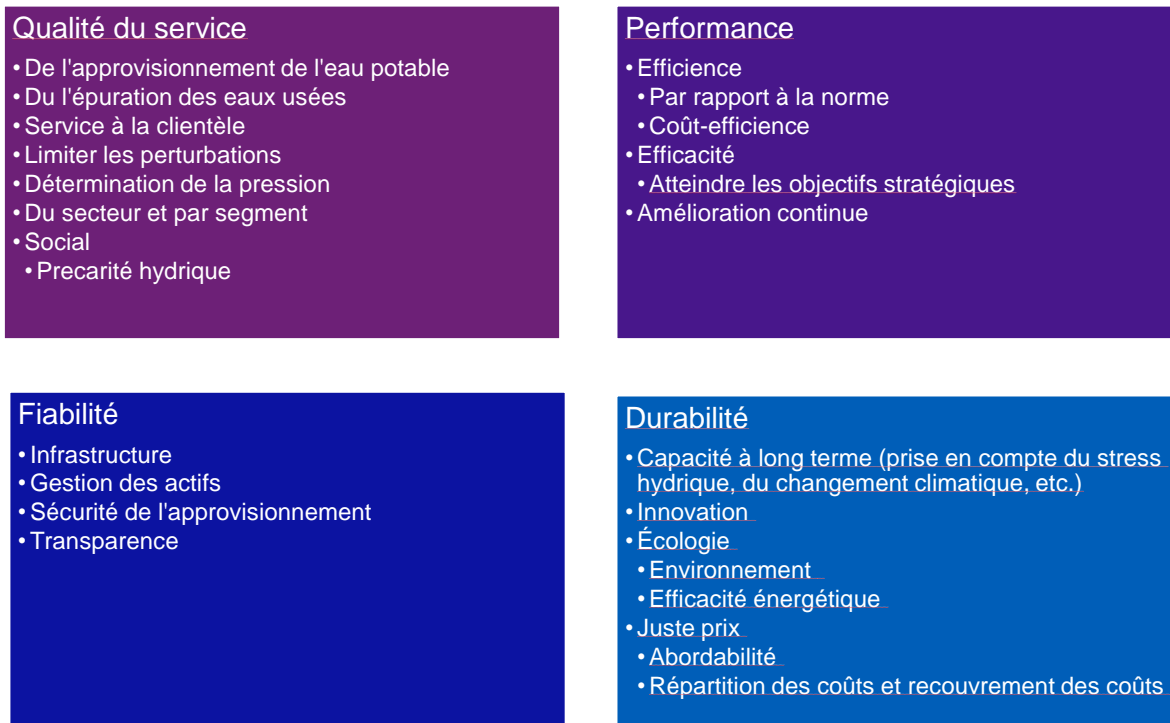 Qualité du service
• De l'approvisionnement de l'eau potable
• Du l'épuration des eaux usées
• Service à la clientèle
• Limiter les perturbations
• Détermination de la pression
• Du secteur et par segment
• Social
• Precarité hydrique
Performance
• Efficience
• Par rapport à la norme
• Coût-efficience
• Efficacité
• Atteindre les objectifs stratégiques
• Amélioration continue
Fiabilité
• Infrastructure
• Gestion des actifs
• Sécurité de l'approvisionnement
• Transparence
Durabilité
• Capacité à long terme (prise en compte du stress
hydrique, du changement climatique, etc.)
• Innovation
• Écologie
• Environnement
• Efficacité énergétique
• Juste prix
• Abordabilité
• Répartition des coûts et recouvrement des coûts